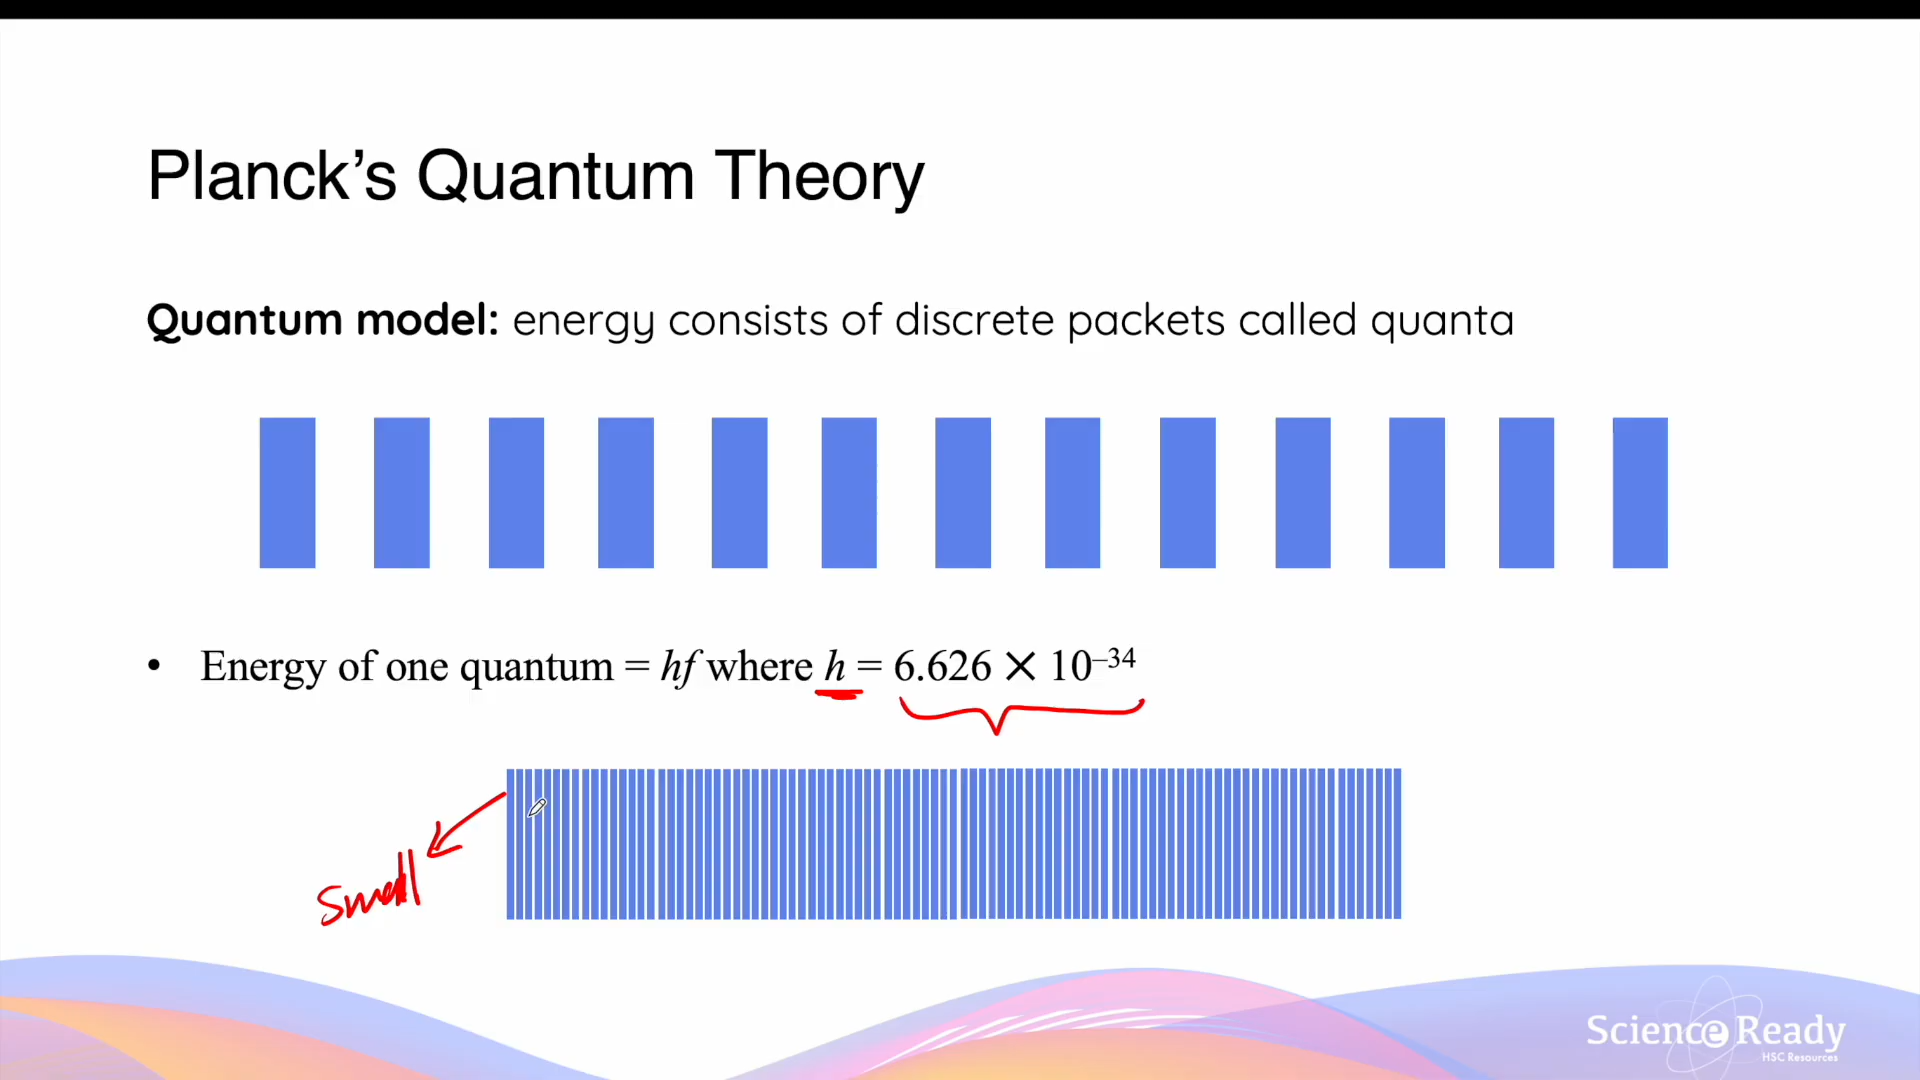 Planck’s Quantum Theory
Quantum model: energy consists of discrete packets called quanta
• Energy of one quantum = hf where h = 6.626 × 10⁻³⁴
small
Science Ready
HSC Resources